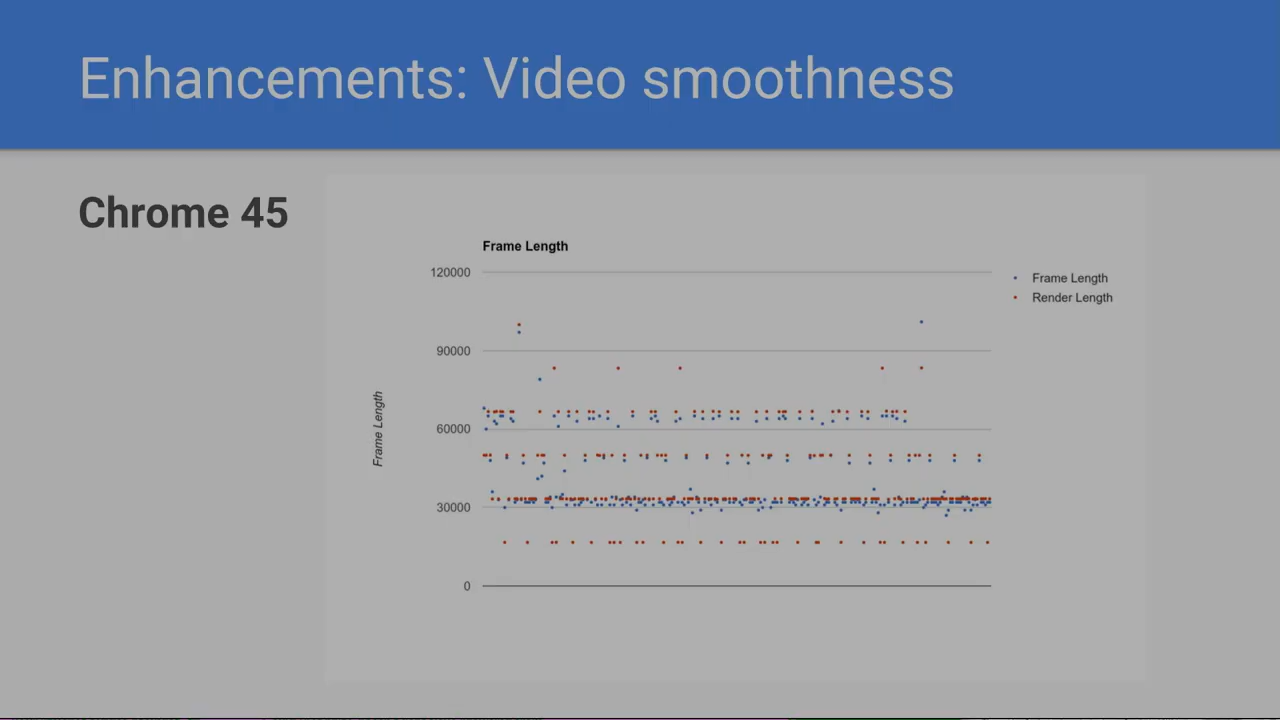 Enhancements: Video smoothness
Chrome 45
Frame Length
120000
90000
60000
30000
0
Frame Length
Frame Length
Render Length